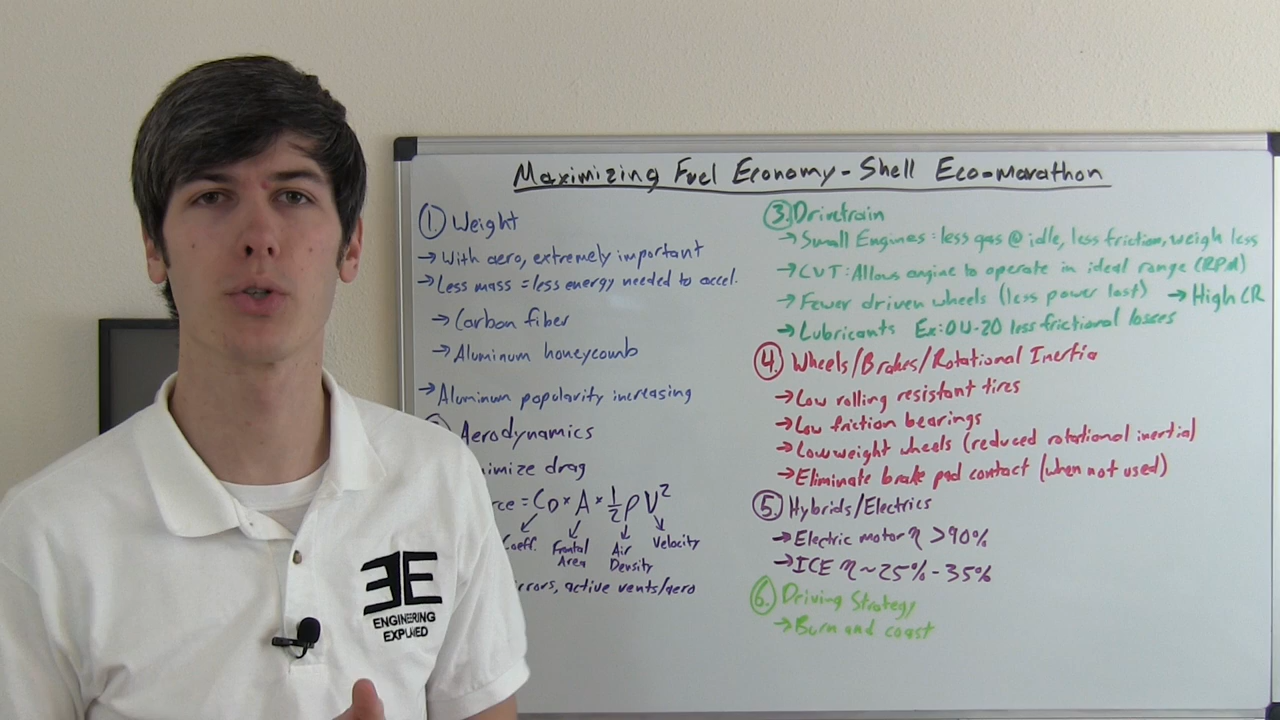 Maximizing Fuel Economy - Shell Eco-marathon
1. Weight
→ With aero, extremely important
→ Less mass = less energy needed to accel.
→ Carbon fiber
→ Aluminum honeycomb
→ Aluminum popularity increasing
Aerodynamics
drag
= CD × A × 1/2 ρ V²
Coeff. Frontal Area Air Density Velocity
active vents/aero
3. Drivetrain
→ Small Engines: less gas @ idle, less friction, weigh less
→ CVT: Allows engine to operate in ideal range (RPM)
→ Fewer driven wheels (less power lost) → High CR
→ Lubricants Ex: 0W-20 less frictional losses
4. Wheels/Brakes/Rotational Inertia
→ Low rolling resistant tires
→ Low friction bearings
→ Low weight wheels (reduced rotational inertia)
→ Eliminate brake pad contact (when not used)
5. Hybrids/Electrics
→ Electric motor η >90%
→ ICE η ~25% - 35%
6. Driving Strategy
→ Burn and coast
EE
ENGINEERING
EXPLAINED